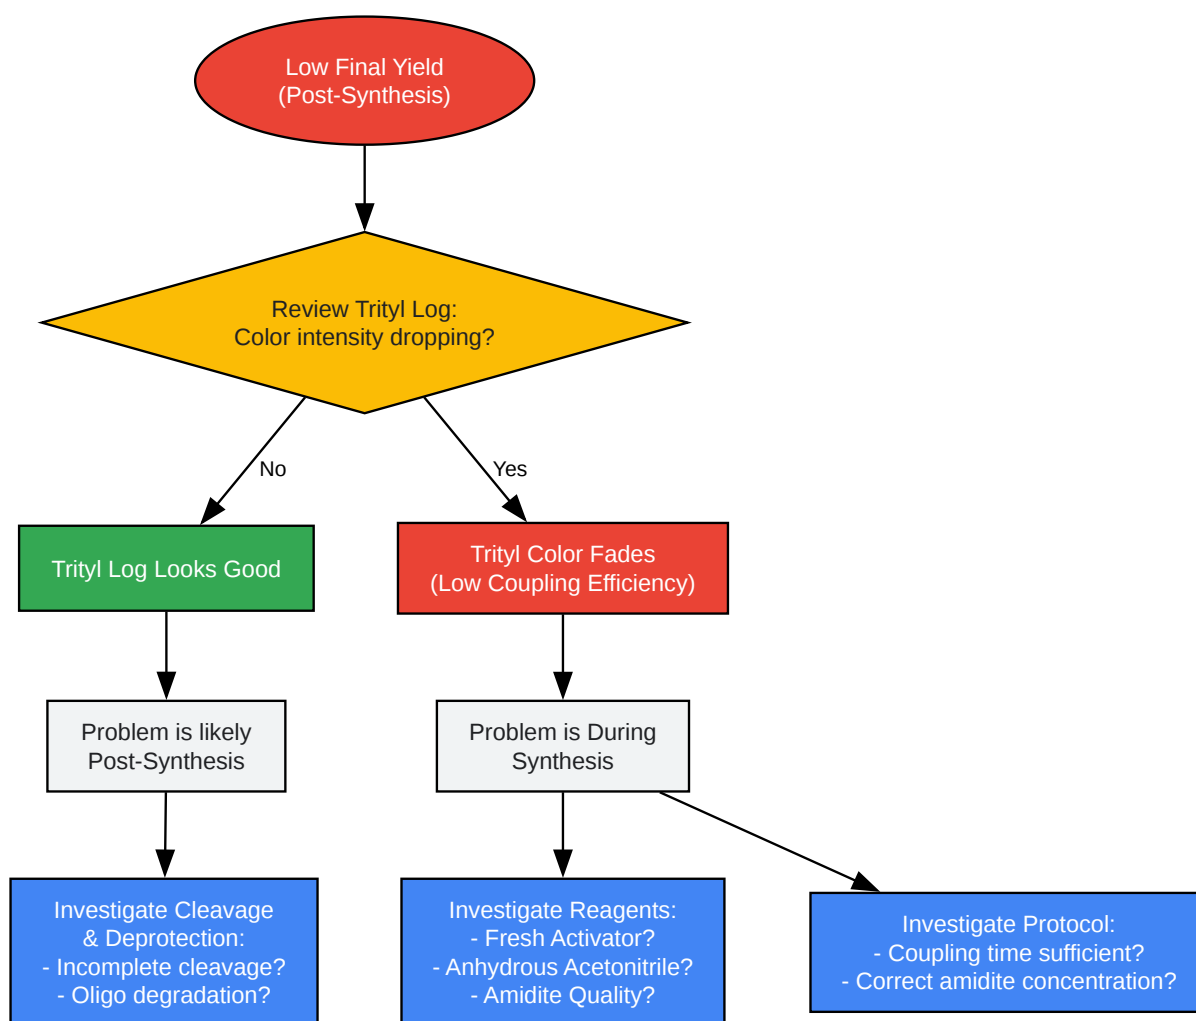 Low Final Yield
(Post-Synthesis)
Review Trityl Log:
Color intensity dropping?
No
Yes
Trityl Log Looks Good
Trityl Color Fades
(Low Coupling Efficiency)
Problem is likely
Post-Synthesis
Problem is During
Synthesis
Investigate Cleavage
& Deprotection:
- Incomplete cleavage?
- Oligo degradation?
Investigate Reagents:
- Fresh Activator?
- Anhydrous Acetonitrile?
- Amidite Quality?
Investigate Protocol:
- Coupling time sufficient?
- Correct amidite concentration?